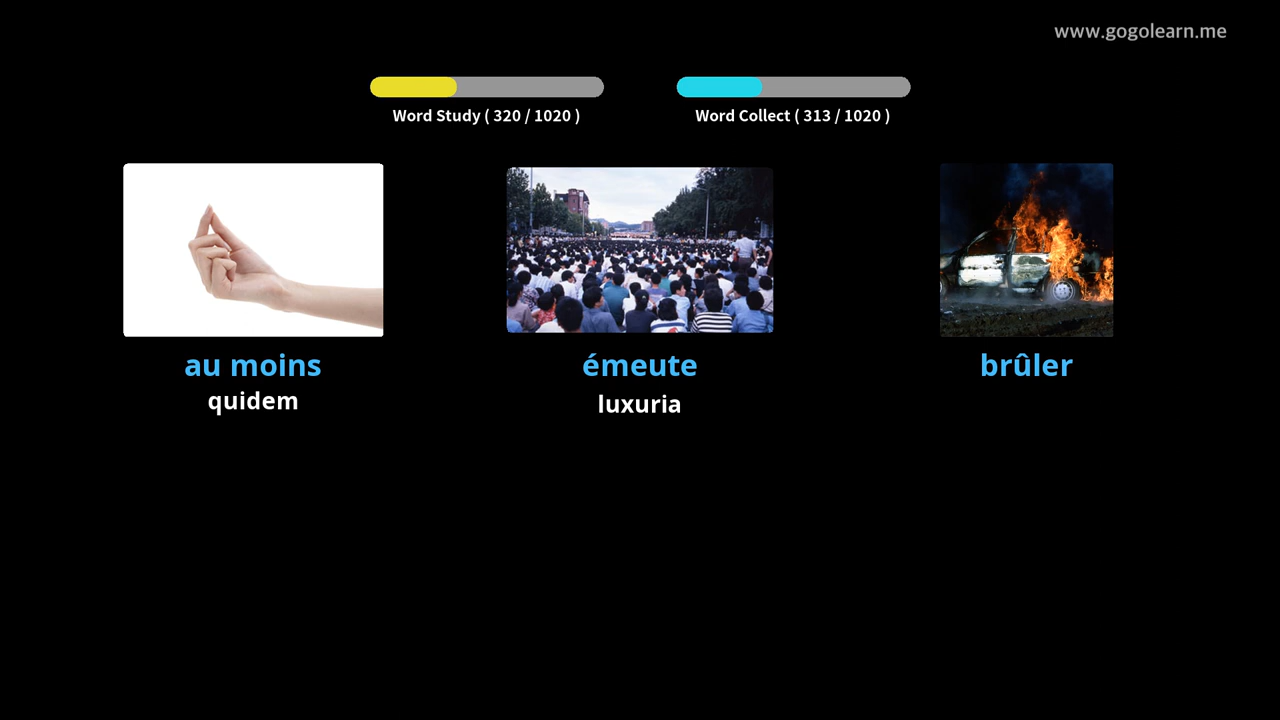 www.gogolearn.me
Word Study ( 320 / 1020 )
Word Collect ( 313 / 1020 )
au moins
quidem
émeute
luxuria
brûler